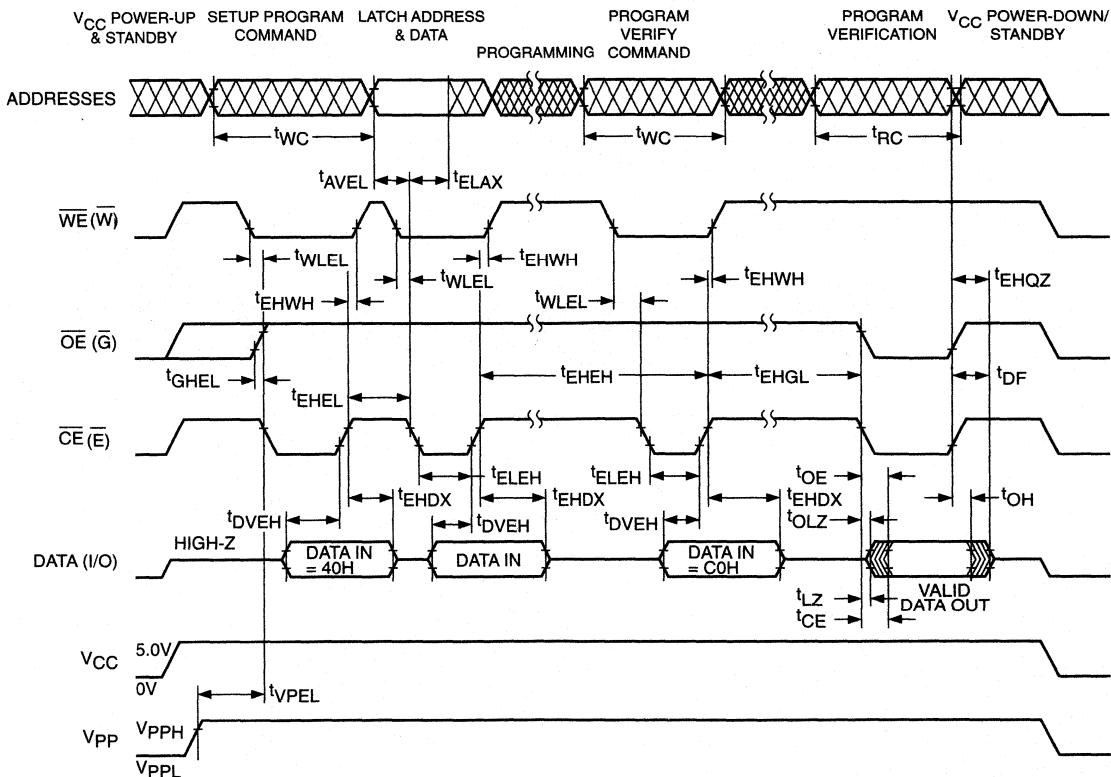 VCC POWER-UP & STANDBY
SETUP PROGRAM COMMAND
LATCH ADDRESS & DATA
PROGRAMMING
PROGRAM VERIFY COMMAND
PROGRAM VERIFICATION
VCC POWER-DOWN/ STANDBY
ADDRESSES
tWC
tWC
tRC
tAVEL
tELAX
WE (W)
tWLEL
tEHWH
tWLEL
tEHWH
tWLEL
tEHWH
tEHQZ
OE (G)
tGHEL
tEHEL
tEHEH
tEHGL
tDF
CE (E)
tELEH
tELEH
tOE
tEHDX
tEHDX
tEHDX
tOH
tDVEH
tDVEH
tDVEH
tOLZ
DATA (I/O)
HIGH-Z
DATA IN = 40H
DATA IN
DATA IN = C0H
tLZ
VALID DATA OUT
tCE
VCC
5.0V
0V
tVPEL
VPP
VPPH
VPPL